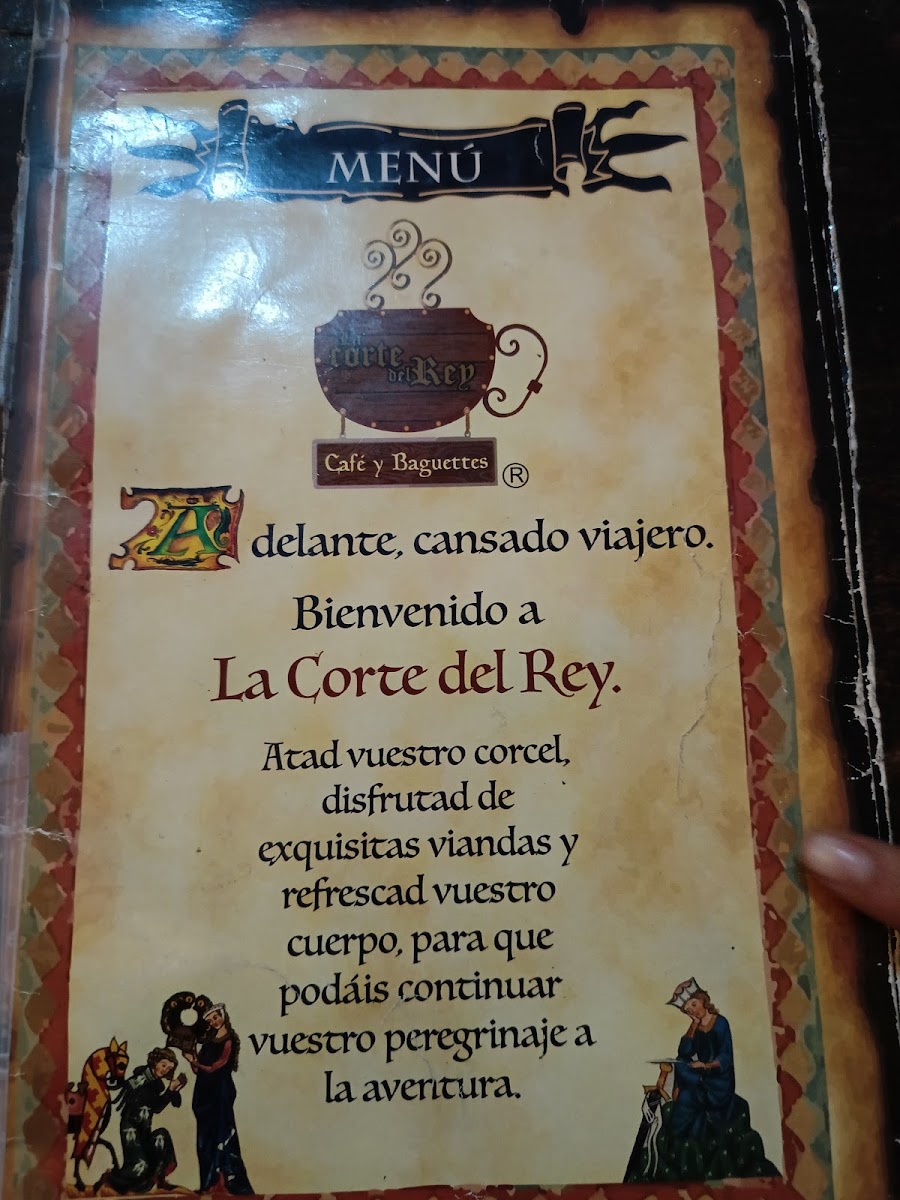 MENÚ
La
corte
del Rey
Café y Baguettes ®
Adelante, cansado viajero.
Bienvenido a
La Corte del Rey.
Atad vuestro corcel,
disfrutad de
exquisitas viandas y
refrescad vuestro
cuerpo, para que
podáis continuar
vuestro peregrinaje a
la aventura.